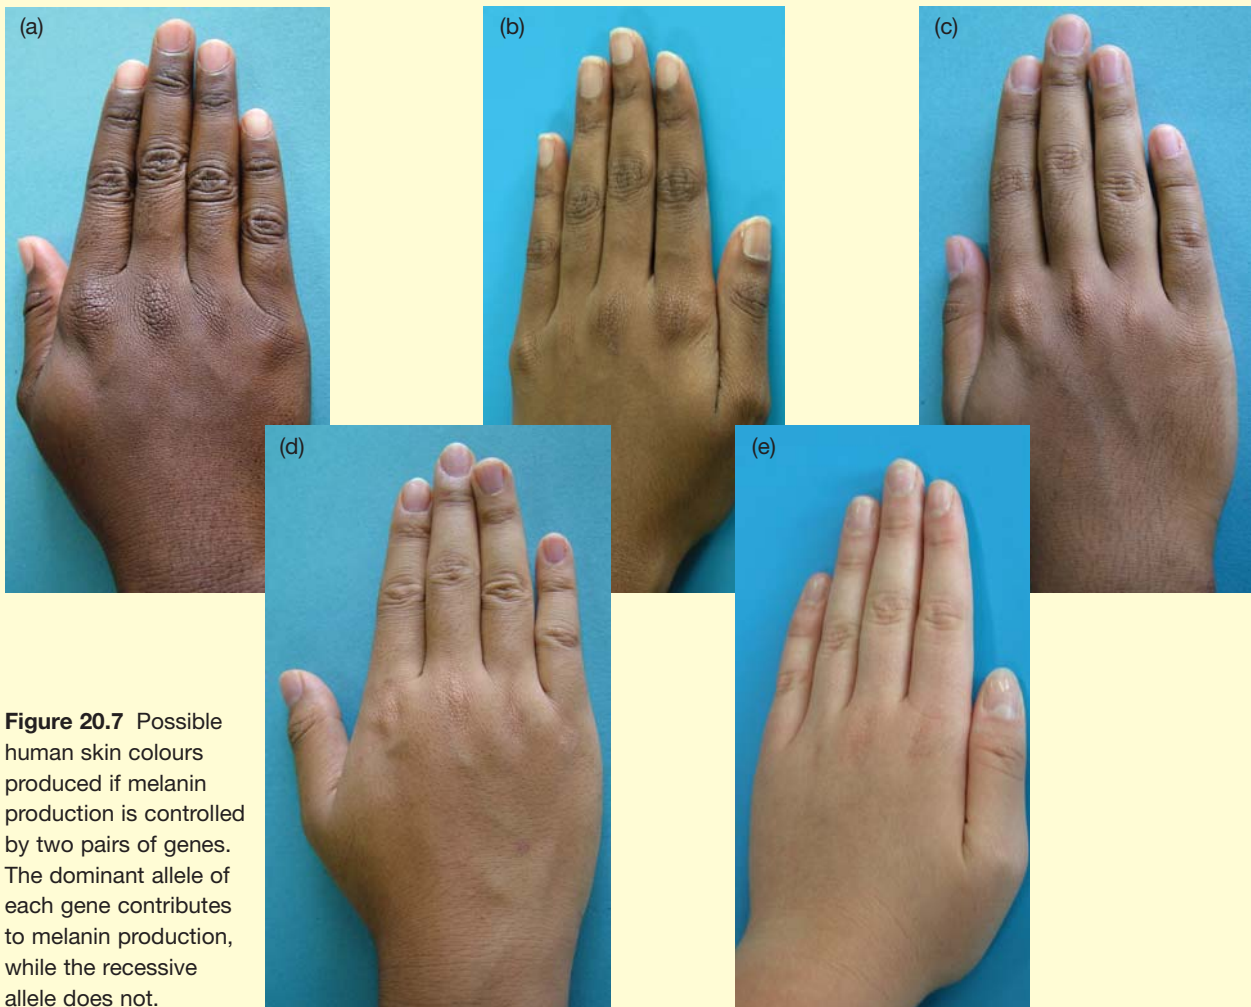 (a)
(b)
(c)
(d)
(e)
Figure 20.7 Possible
human skin colours
produced if melanin
production is controlled
by two pairs of genes.
The dominant allele of
each gene contributes
to melanin production,
while the recessive
allele does not.